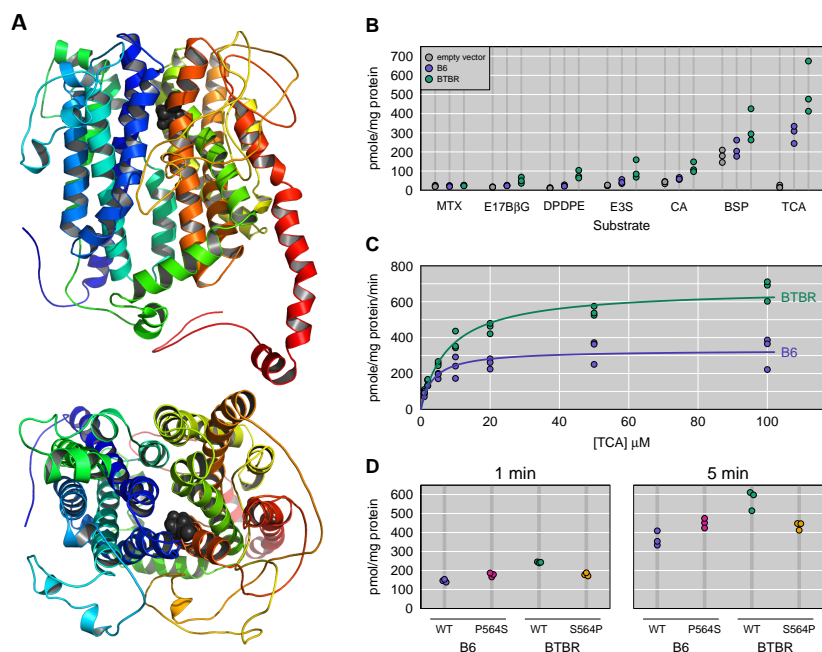 A
B
pmole/mg protein
700
600
500
400
300
200
100
0
empty vector
B6
BTBR
MTX E17BβG DPDPE E3S CA BSP TCA
Substrate
C
pmole/mg protein/min
800
600
400
200
0
BTBR
B6
0 20 40 60 80 100
[TCA] μM
D
1 min 5 min
pmol/mg protein
600
500
400
300
200
100
0
WT P564S WT S564P WT P564S WT S564P
B6 BTBR B6 BTBR